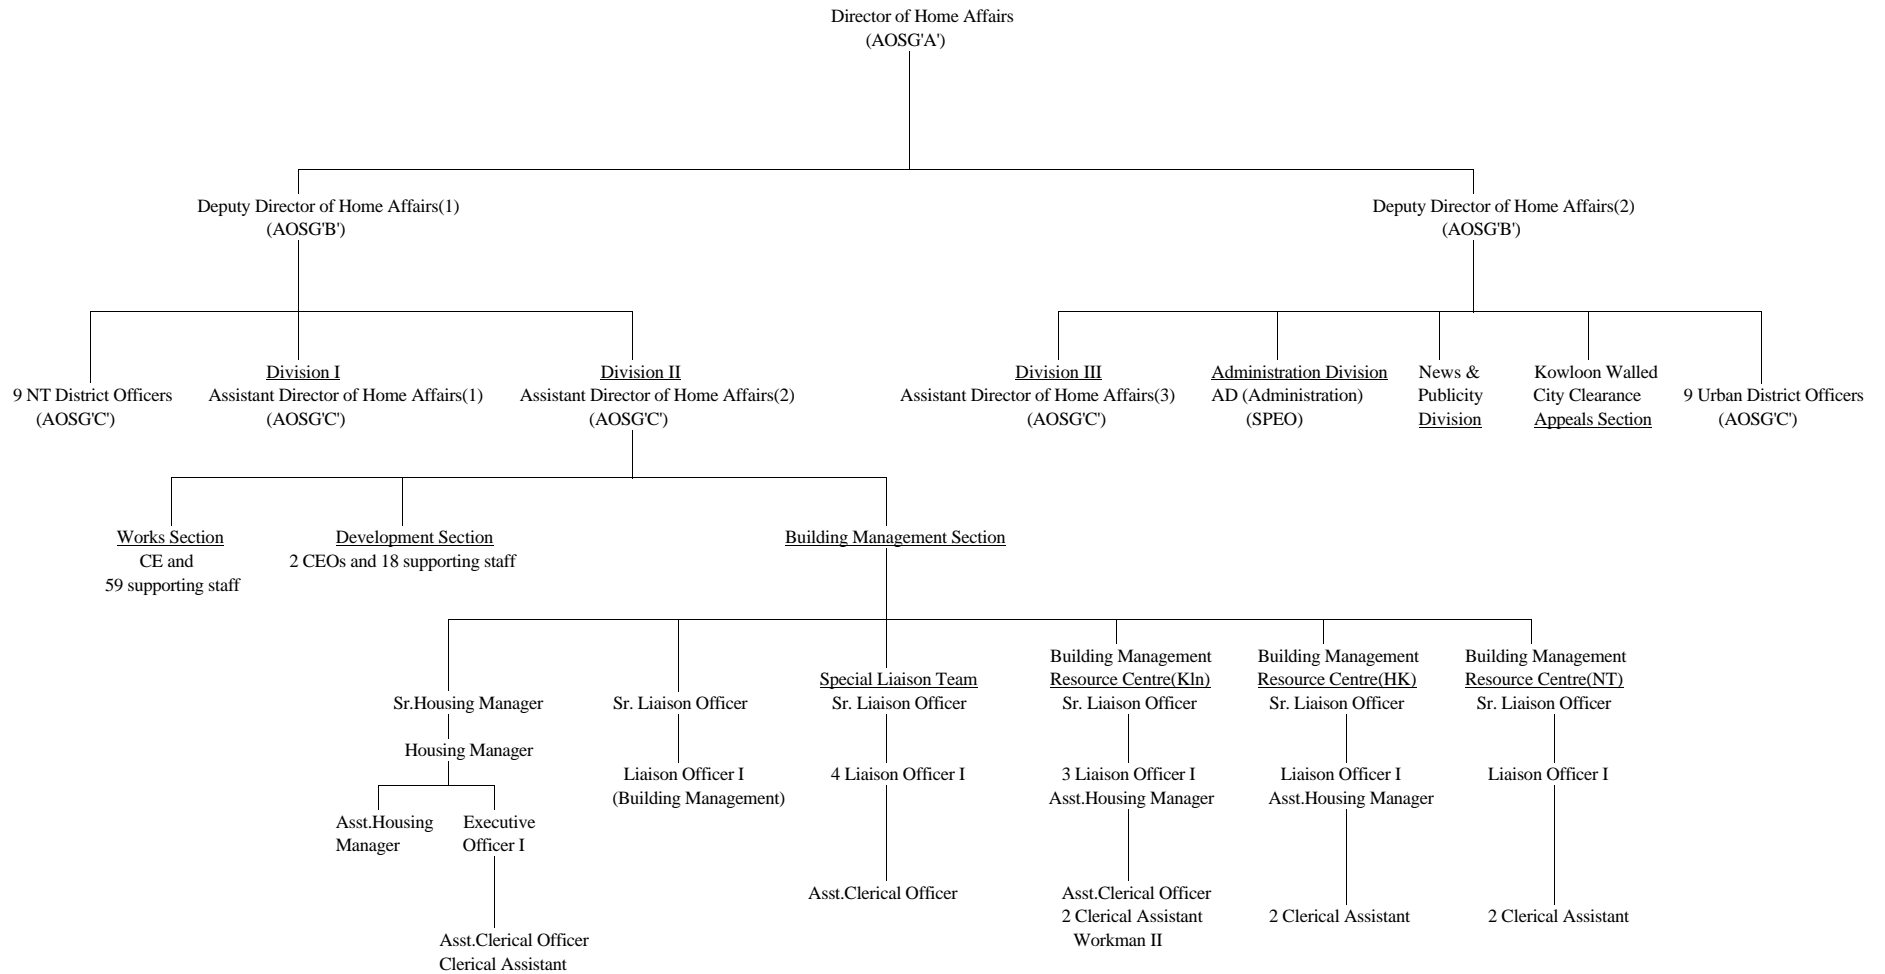 Director of Home Affairs
(AOSG'A')
Deputy Director of Home Affairs(1)
(AOSG'B')
Deputy Director of Home Affairs(2)
(AOSG'B')
9 NT District Officers
(AOSG'C')
Division I
Assistant Director of Home Affairs(1)
(AOSG'C')
Division II
Assistant Director of Home Affairs(2)
(AOSG'C')
Division III
Assistant Director of Home Affairs(3)
(AOSG'C')
Administration Division
AD (Administration)
(SPEO)
News &
Publicity
Division
Kowloon Walled
City Clearance
Appeals Section
9 Urban District Officers
(AOSG'C')
Works Section
CE and
59 supporting staff
Development Section
2 CEOs and 18 supporting staff
Building Management Section
Sr.Housing Manager
Housing Manager
Asst.Housing
Manager
Executive
Officer I
Asst.Clerical Officer
Clerical Assistant
Sr. Liaison Officer
Liaison Officer I
(Building Management)
Special Liaison Team
Sr. Liaison Officer
4 Liaison Officer I
Asst.Clerical Officer
Building Management
Resource Centre(Kln)
Sr. Liaison Officer
3 Liaison Officer I
Asst.Housing Manager
Asst.Clerical Officer
2 Clerical Assistant
Workman II
Building Management
Resource Centre(HK)
Sr. Liaison Officer
Liaison Officer I
Asst.Housing Manager
2 Clerical Assistant
Building Management
Resource Centre(NT)
Sr. Liaison Officer
Liaison Officer I
2 Clerical Assistant